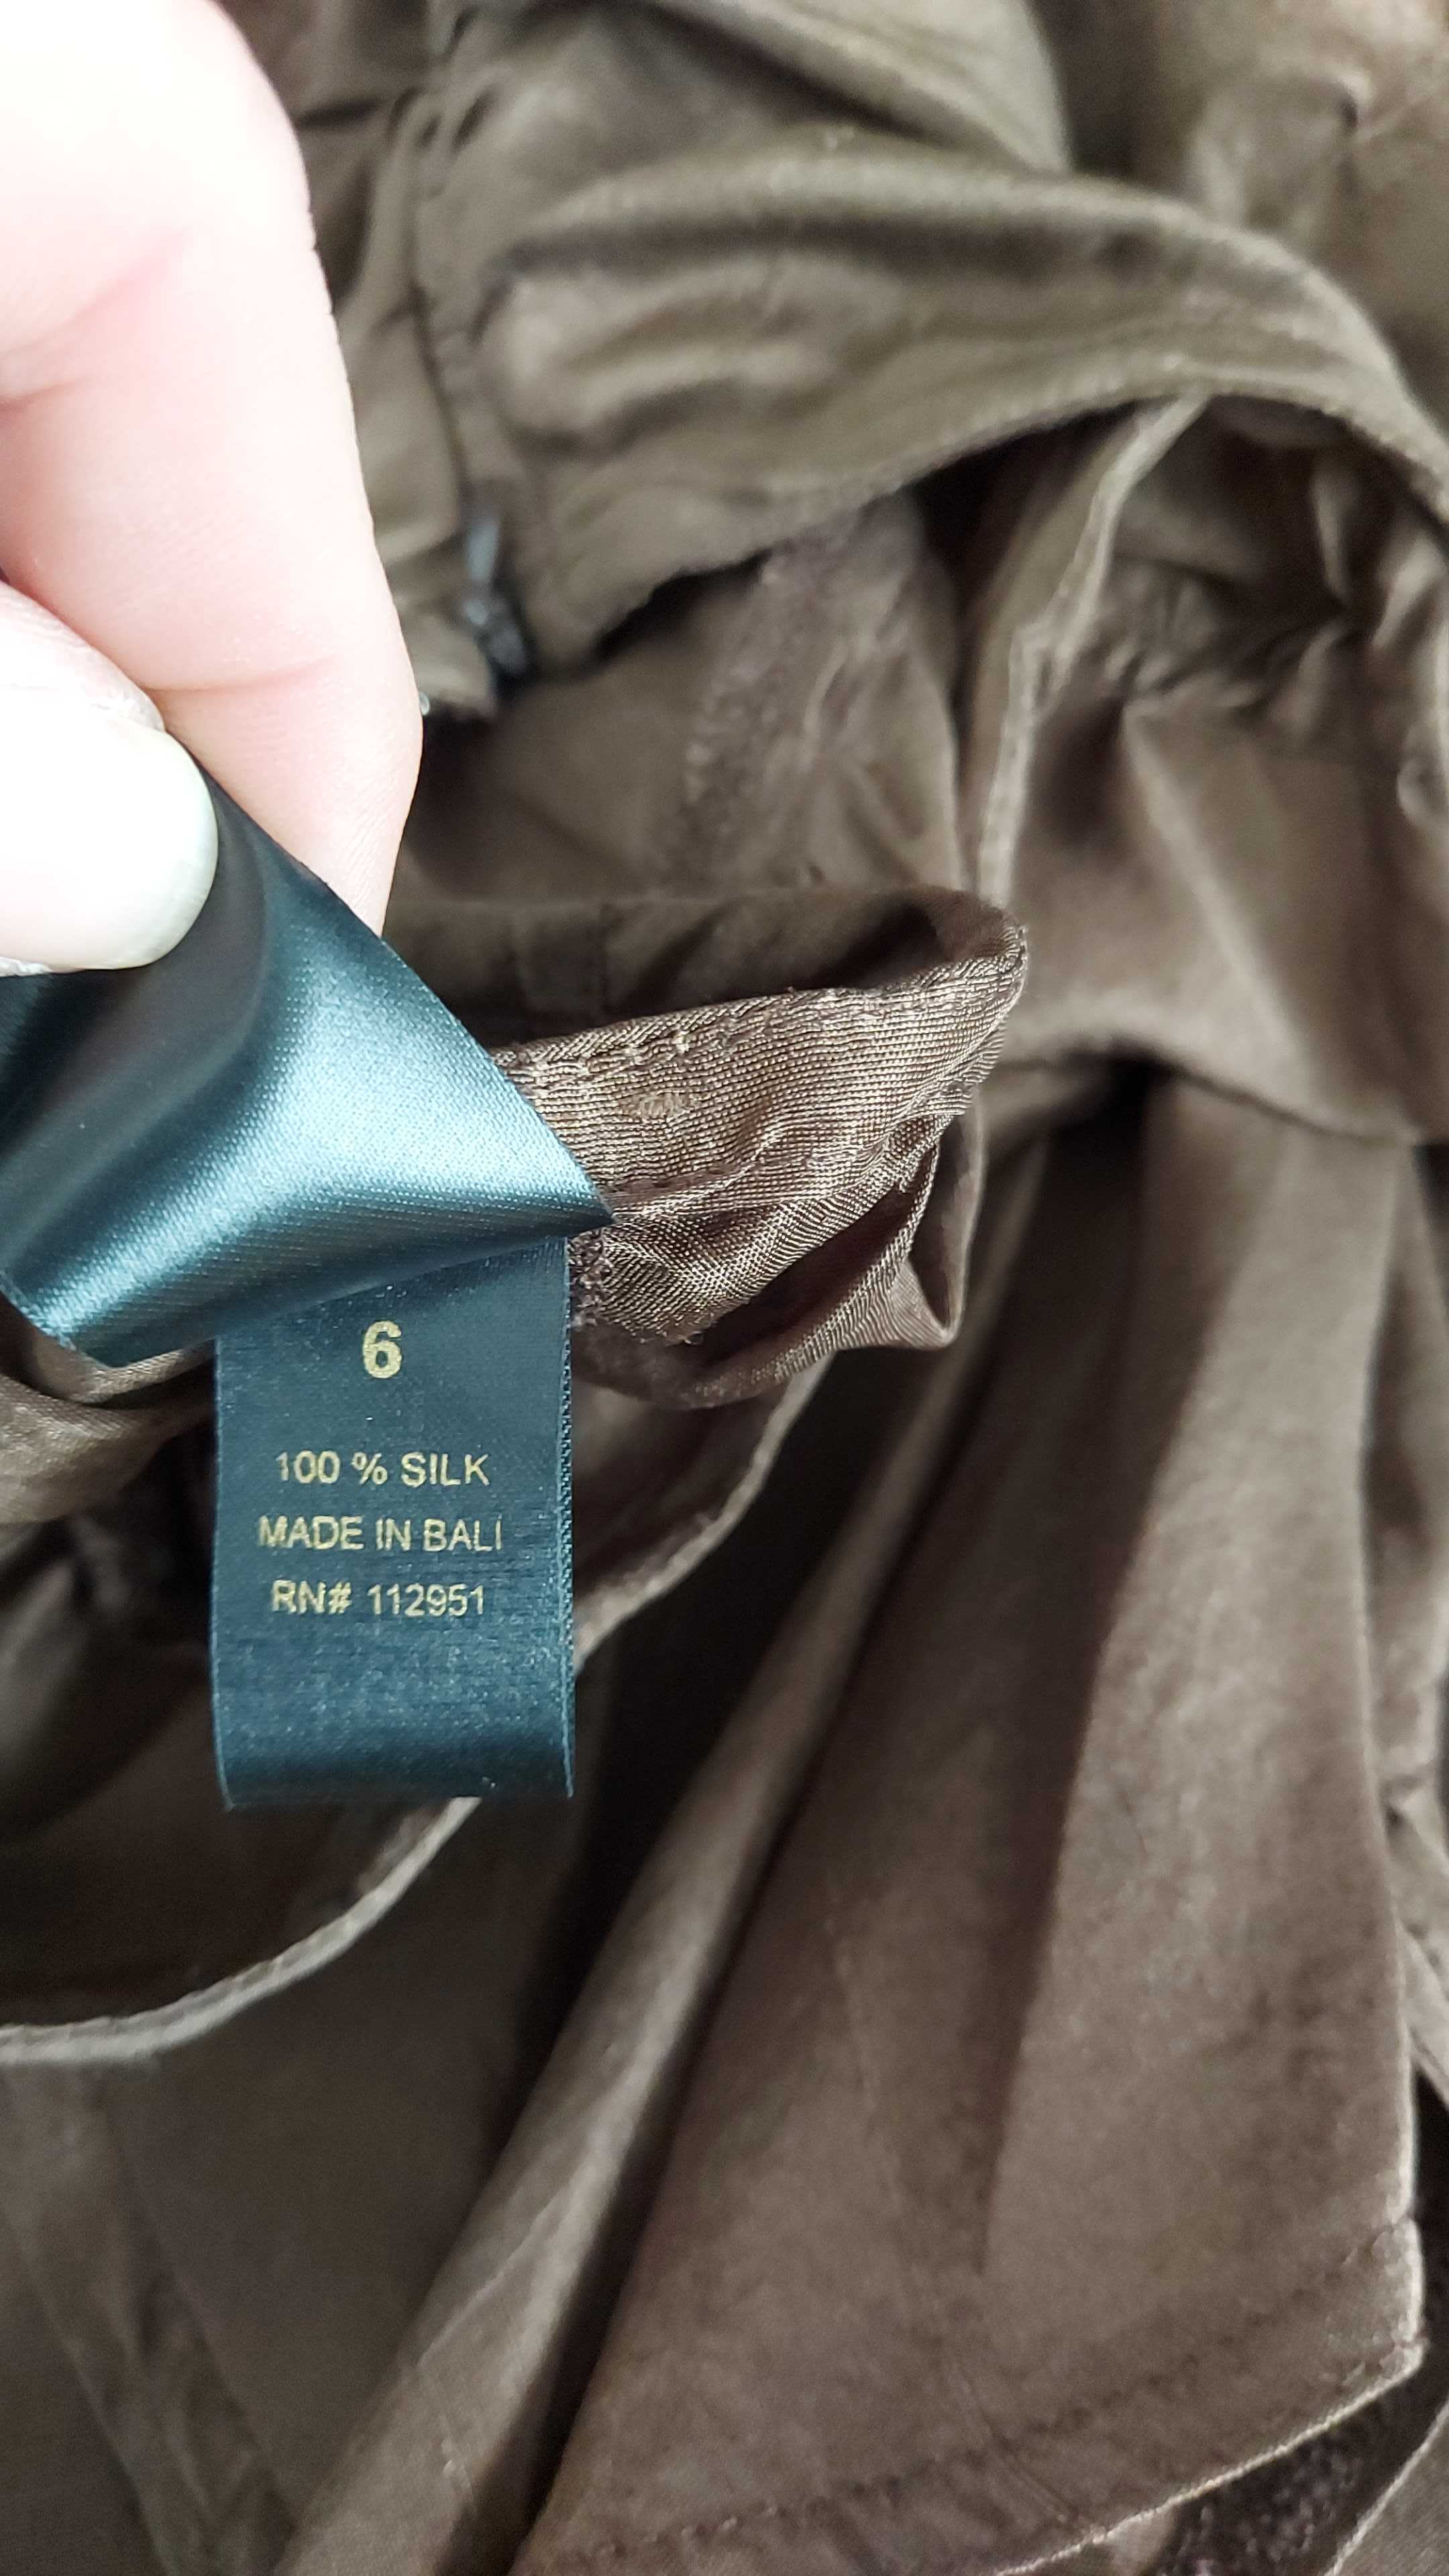 6
100 % SILK
MADE IN BALI
RN# 112951